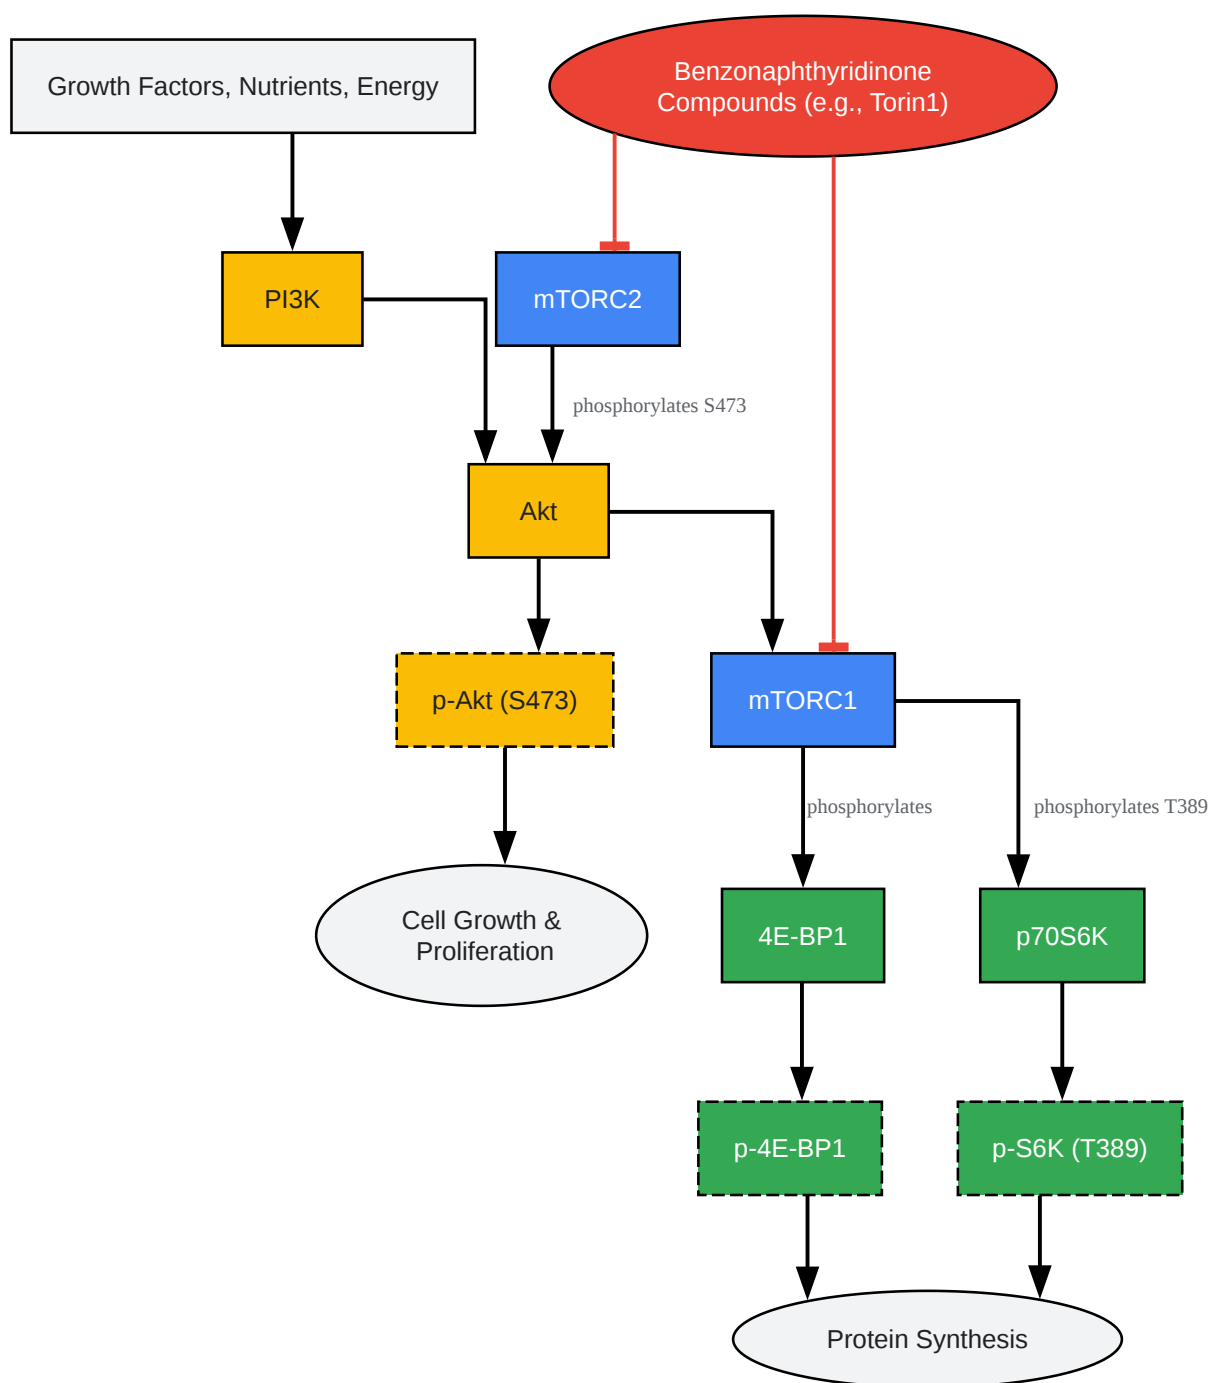 Growth Factors, Nutrients, Energy
Benzonaphthyridinone
Compounds (e.g., Torin1)
PI3K
mTORC2
phosphorylates S473
Akt
p-Akt (S473)
mTORC1
phosphorylates
phosphorylates T389
Cell Growth &
Proliferation
4E-BP1
p70S6K
p-4E-BP1
p-S6K (T389)
Protein Synthesis